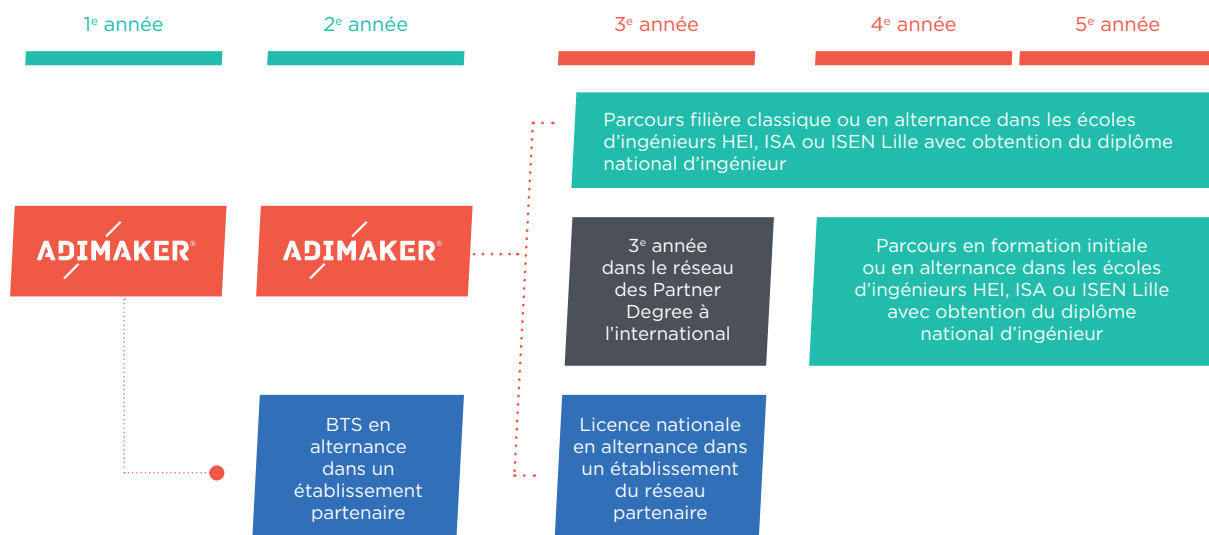 1e année
2e année
3e année
4e année
5e année
Parcours filière classique ou en alternance dans les écoles
d’ingénieurs HEI, ISA ou ISEN Lille avec obtention du diplôme
national d’ingénieur
ADIMAKER®
ADIMAKER®
3e année
dans le réseau
des Partner
Degree à
l’international
Parcours en formation initiale
ou en alternance dans les écoles
d’ingénieurs HEI, ISA ou ISEN Lille
avec obtention du diplôme
national d’ingénieur
BTS en
alternance
dans un
établissement
partenaire
Licence nationale
en alternance dans
un établissement
du réseau
partenaire